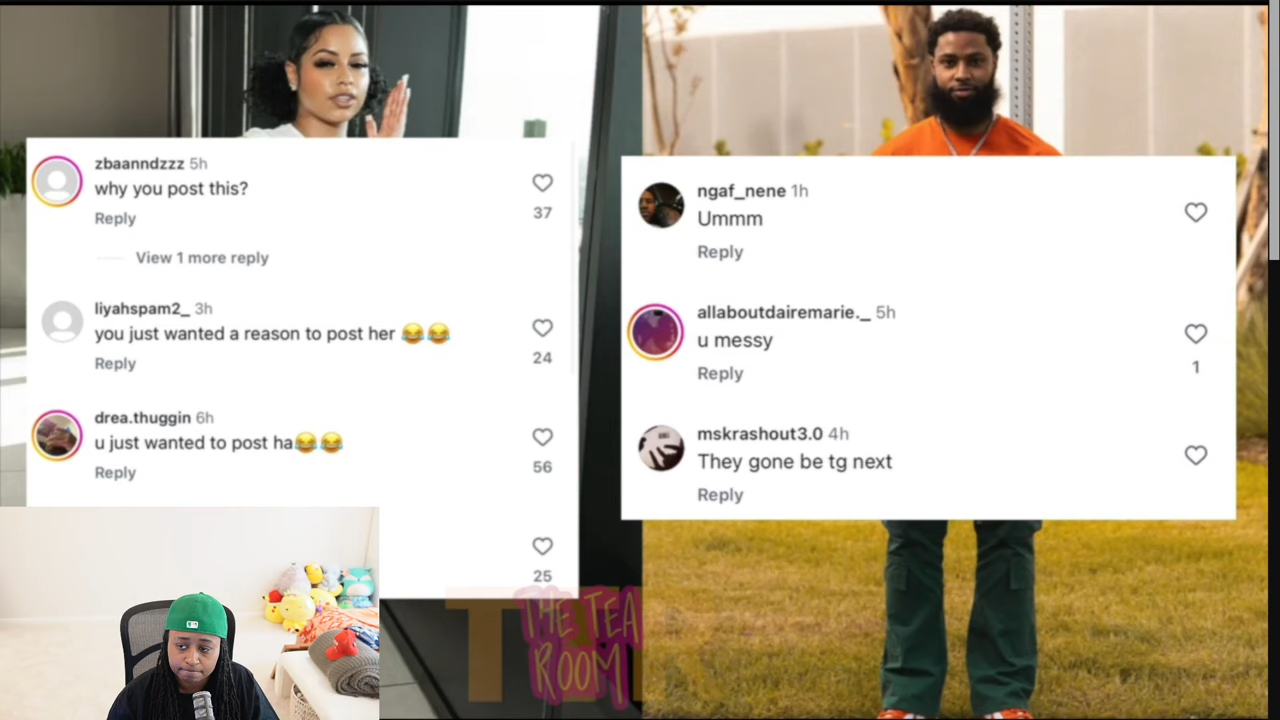 zbaanndzzz 5h
why you post this?
37
Reply
View 1 more reply
liyahspam2_ 3h
you just wanted a reason to post her 😂😂
24
Reply
drea.thuggin 6h
u just wanted to post ha😂😂
56
Reply
25
ngaf_nene 1h
Ummm
Reply
allaboutdairemarie._ 5h
u messy
1
Reply
mskrashout3.0 4h
They gone be tg next
Reply
THE TEA
ROOM